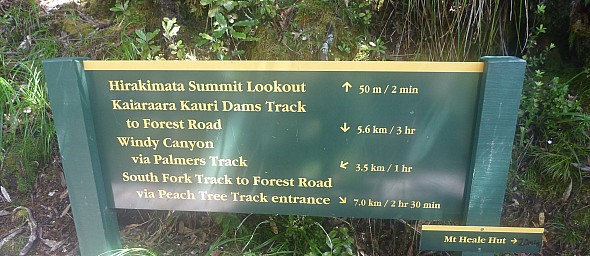 Hirakimata Summit Lookout ↑ 50 m / 2 min
Kaiaraara Kauri Dams Track
to Forest Road ↓ 5.6 km / 3 hr
Windy Canyon
via Palmers Track ↙ 3.5 km / 1 hr
South Fork Track to Forest Road
via Peach Tree Track entrance ↘ 7.0 km / 2 hr 30 min
Mt Heale Hut →